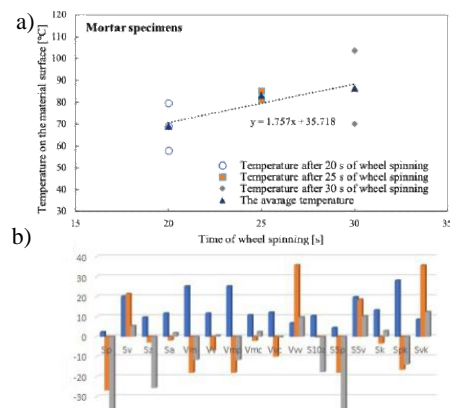 a)
Mortar specimens
Temperature on the material surface [°C]
120
110
100
90
80
70
60
50
40
30
y = 1.757x + 35.718
Temperature after 20 s of wheel spinning
Temperature after 25 s of wheel spinning
Temperature after 30 s of wheel spinning
The avarage temperature
15 20 25 30 35
Time of wheel spinning [s]
b)
40
30
20
10
0
-10
-20
-30
Sp Sv Sz Sa Vm Vv Vmp Vmc Vvc Vvv S10z S5p S5v Sk Spk Svk